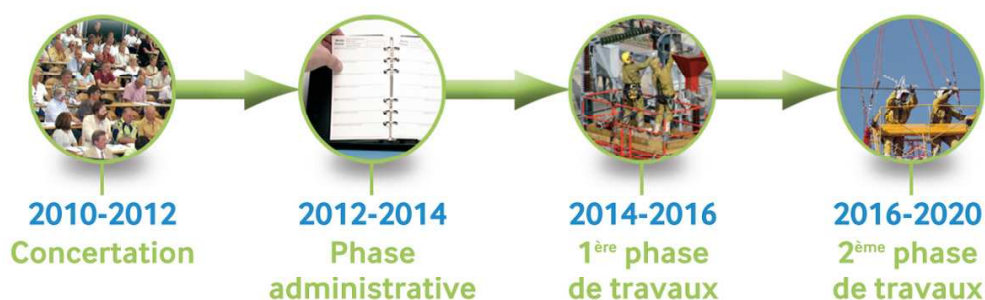 2010-2012
Concertation
2012-2014
Phase
administrative
2014-2016
1ère phase
de travaux
2016-2020
2ème phase
de travaux